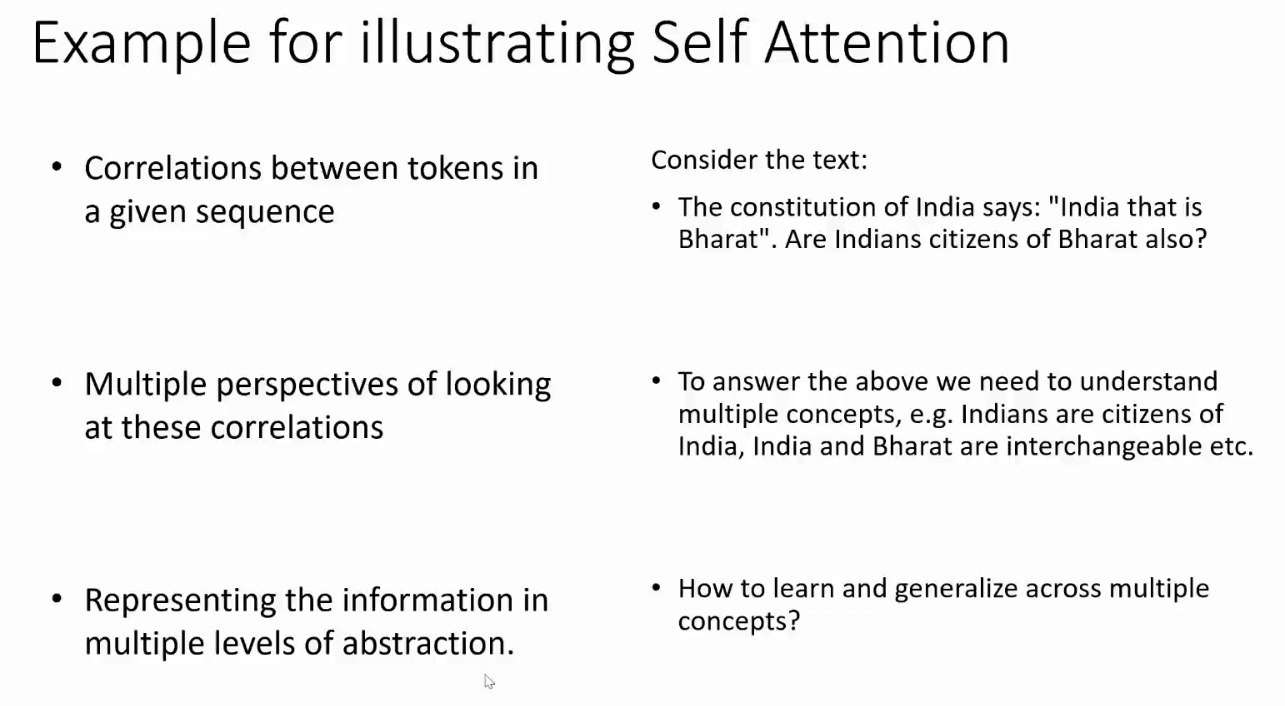 Example for illustrating Self Attention
• Correlations between tokens in
a given sequence
• Multiple perspectives of looking
at these correlations
• Representing the information in
multiple levels of abstraction.
Consider the text:
• The constitution of India says: "India that is
Bharat". Are Indians citizens of Bharat also?
• To answer the above we need to understand
multiple concepts, e.g. Indians are citizens of
India, India and Bharat are interchangeable etc.
• How to learn and generalize across multiple
concepts?